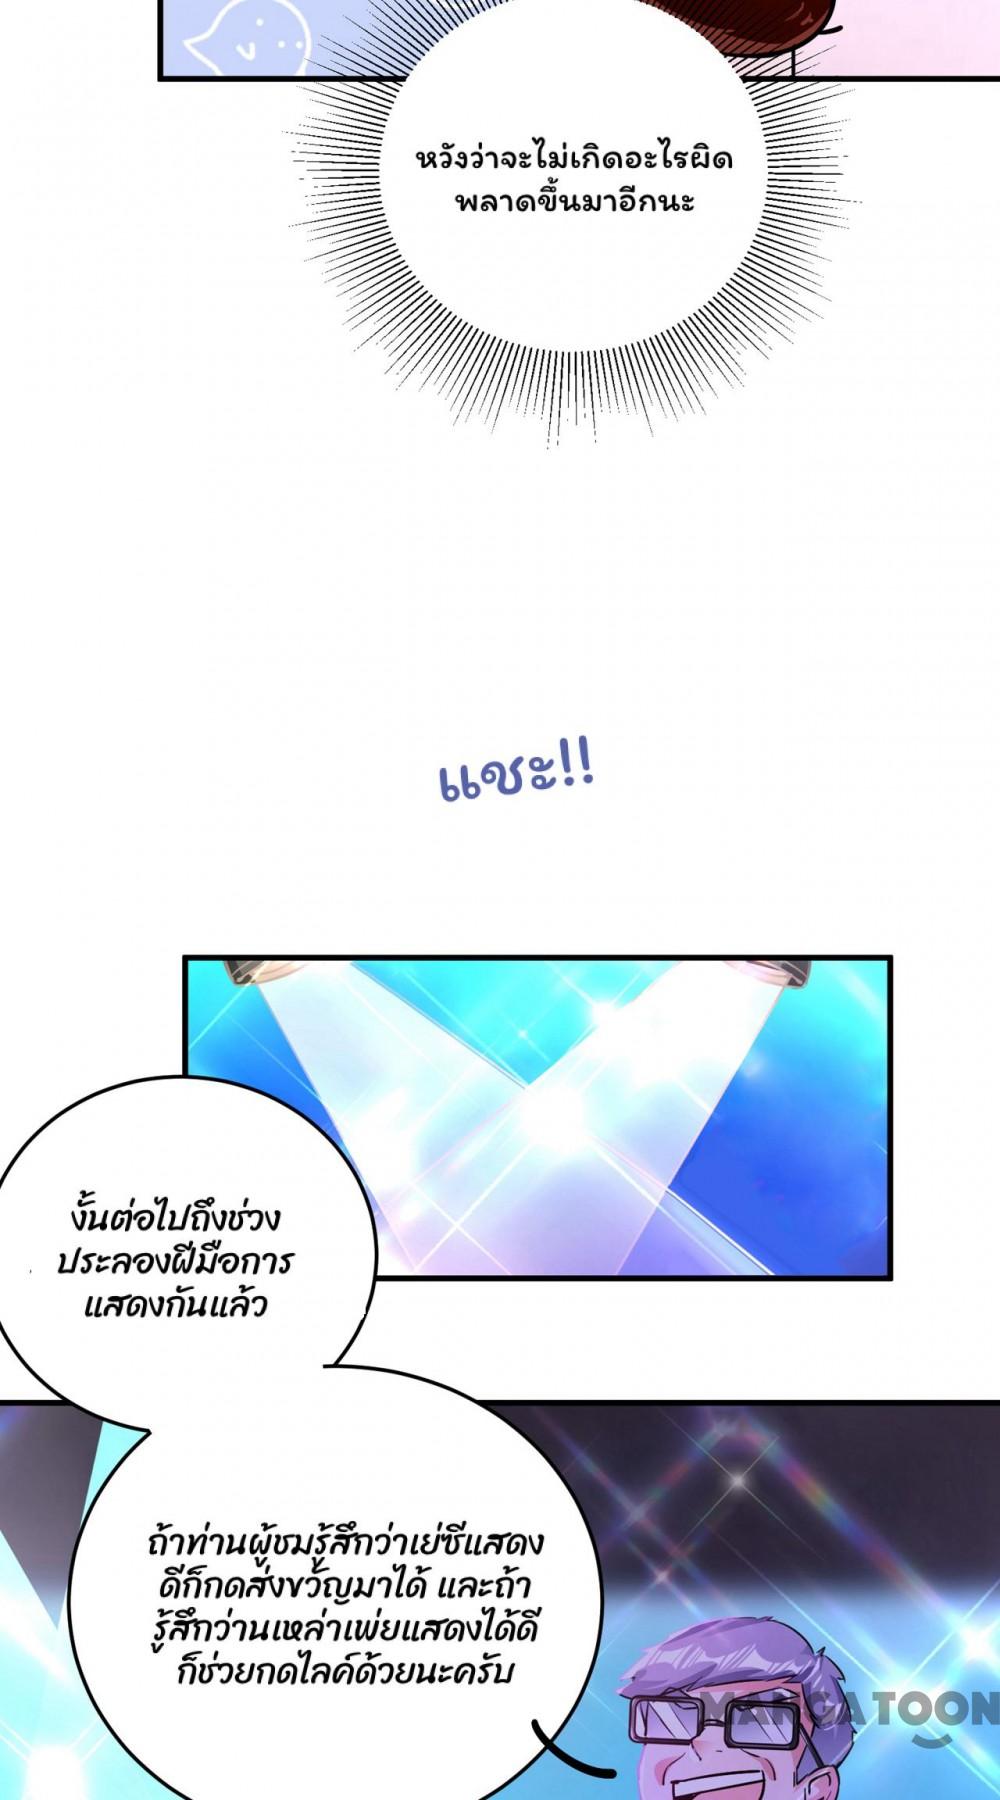 หวังว่าจะไม่เกิดอะไรผิด
พลาดขึ้นมาอีกนะ
แชะ!!
งั้นต่อไปถึงช่วง
ประลองฝีมือการ
แสดงกันแล้ว
ถ้าท่านผู้ชมรู้สึกว่าเย่ซีแสดง
ดีก็กดส่งขวัญมาได้ และถ้า
รู้สึกว่านเหล่าเพ่ยแสดงได้ดี
ก็ช่วยกดไลค์ด้วยนะครับ
MANGATOON